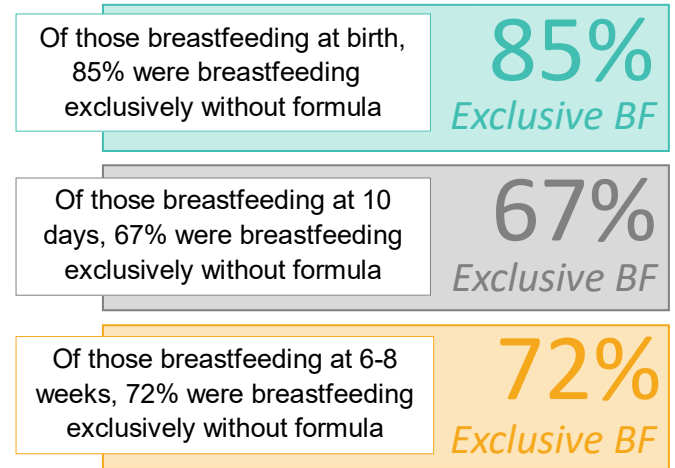 Of those breastfeeding at birth,
85% were breastfeeding
exclusively without formula
85%
Exclusive BF
Of those breastfeeding at 10
days, 67% were breastfeeding
exclusively without formula
67%
Exclusive BF
Of those breastfeeding at 6-8
weeks, 72% were breastfeeding
exclusively without formula
72%
Exclusive BF